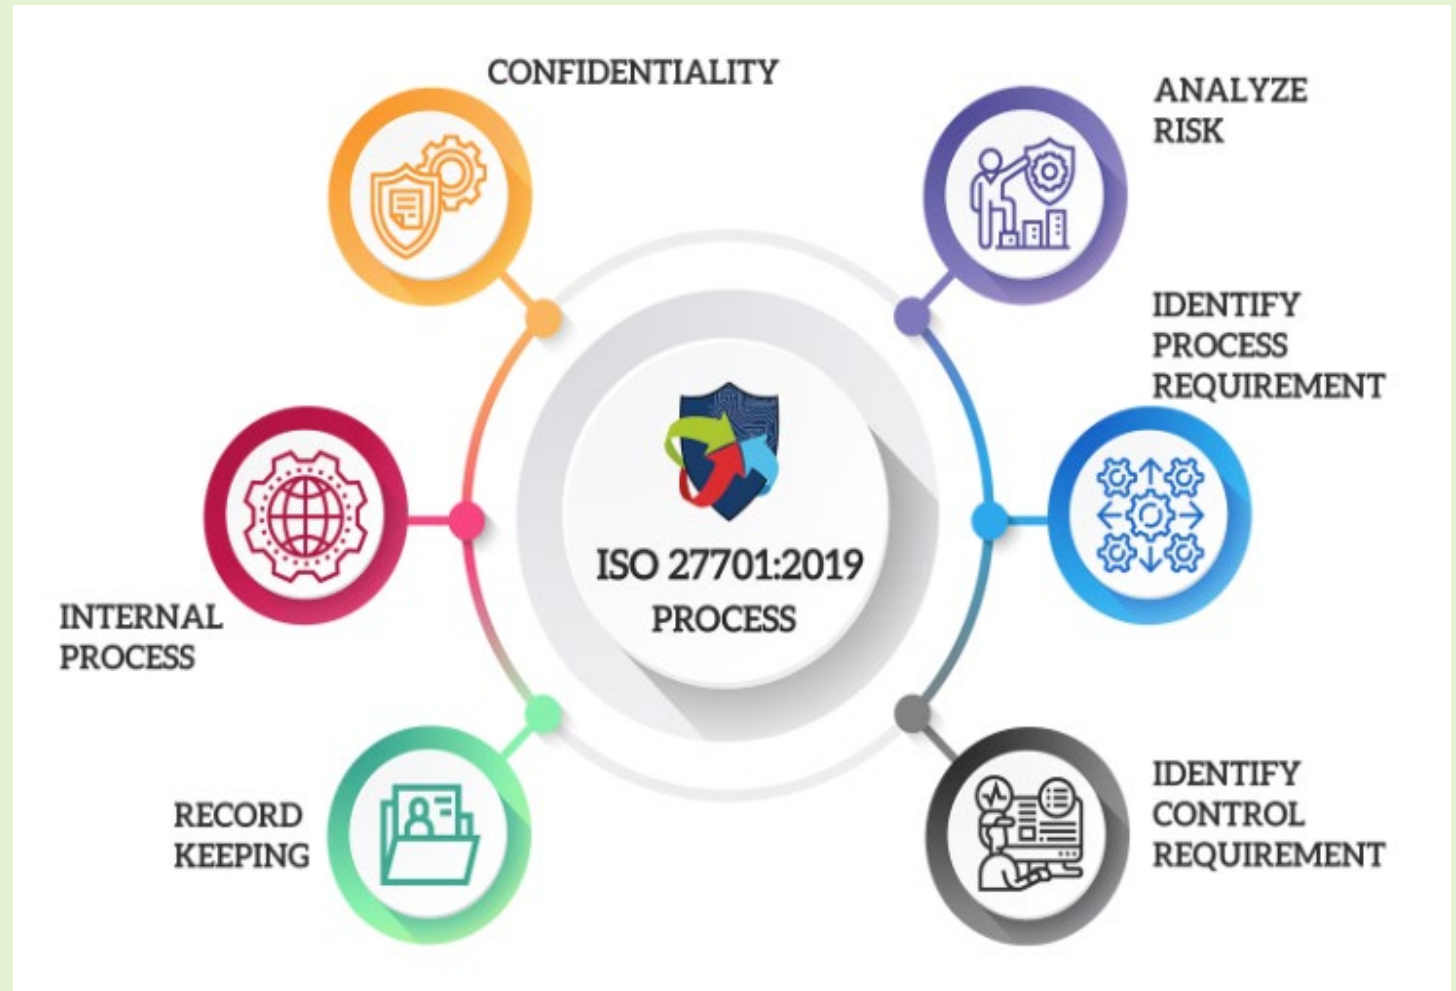 CONFIDENTIALITY
ANALYZE
RISK
IDENTIFY
PROCESS
REQUIREMENT
ISO 27701:2019
PROCESS
INTERNAL
PROCESS
RECORD
KEEPING
IDENTIFY
CONTROL
REQUIREMENT